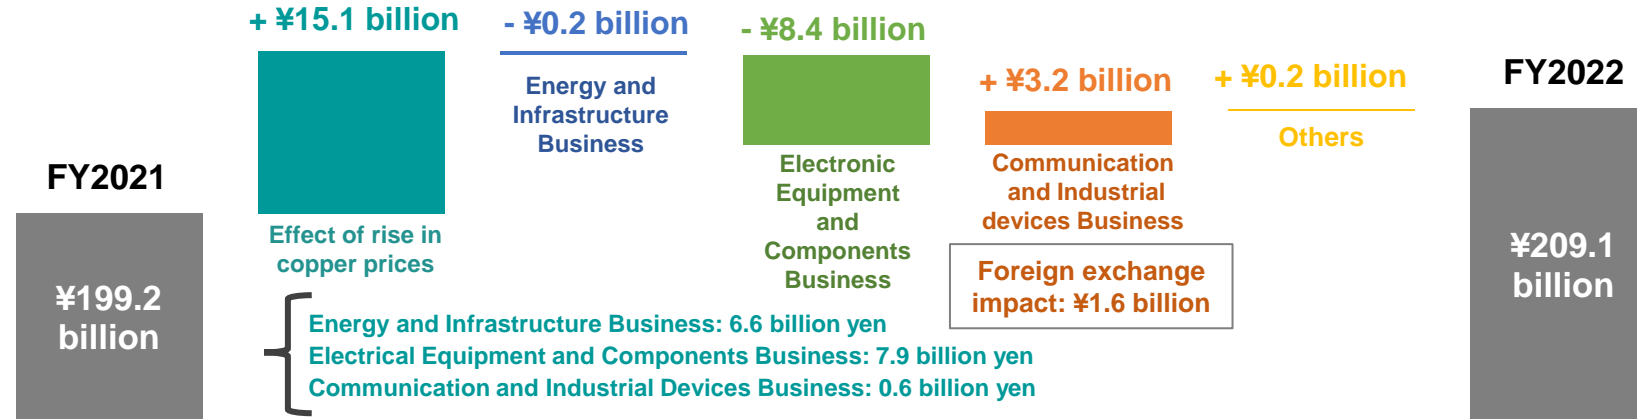 FY2021
¥199.2
billion
+ ¥15.1 billion
Effect of rise in
copper prices
- ¥0.2 billion
Energy and
Infrastructure
Business
- ¥8.4 billion
Electronic
Equipment
and
Components
Business
+ ¥3.2 billion
Communication
and Industrial
devices Business
Foreign exchange
impact: ¥1.6 billion
+ ¥0.2 billion
Others
FY2022
¥209.1
billion
Energy and Infrastructure Business: 6.6 billion yen
Electrical Equipment and Components Business: 7.9 billion yen
Communication and Industrial Devices Business: 0.6 billion yen